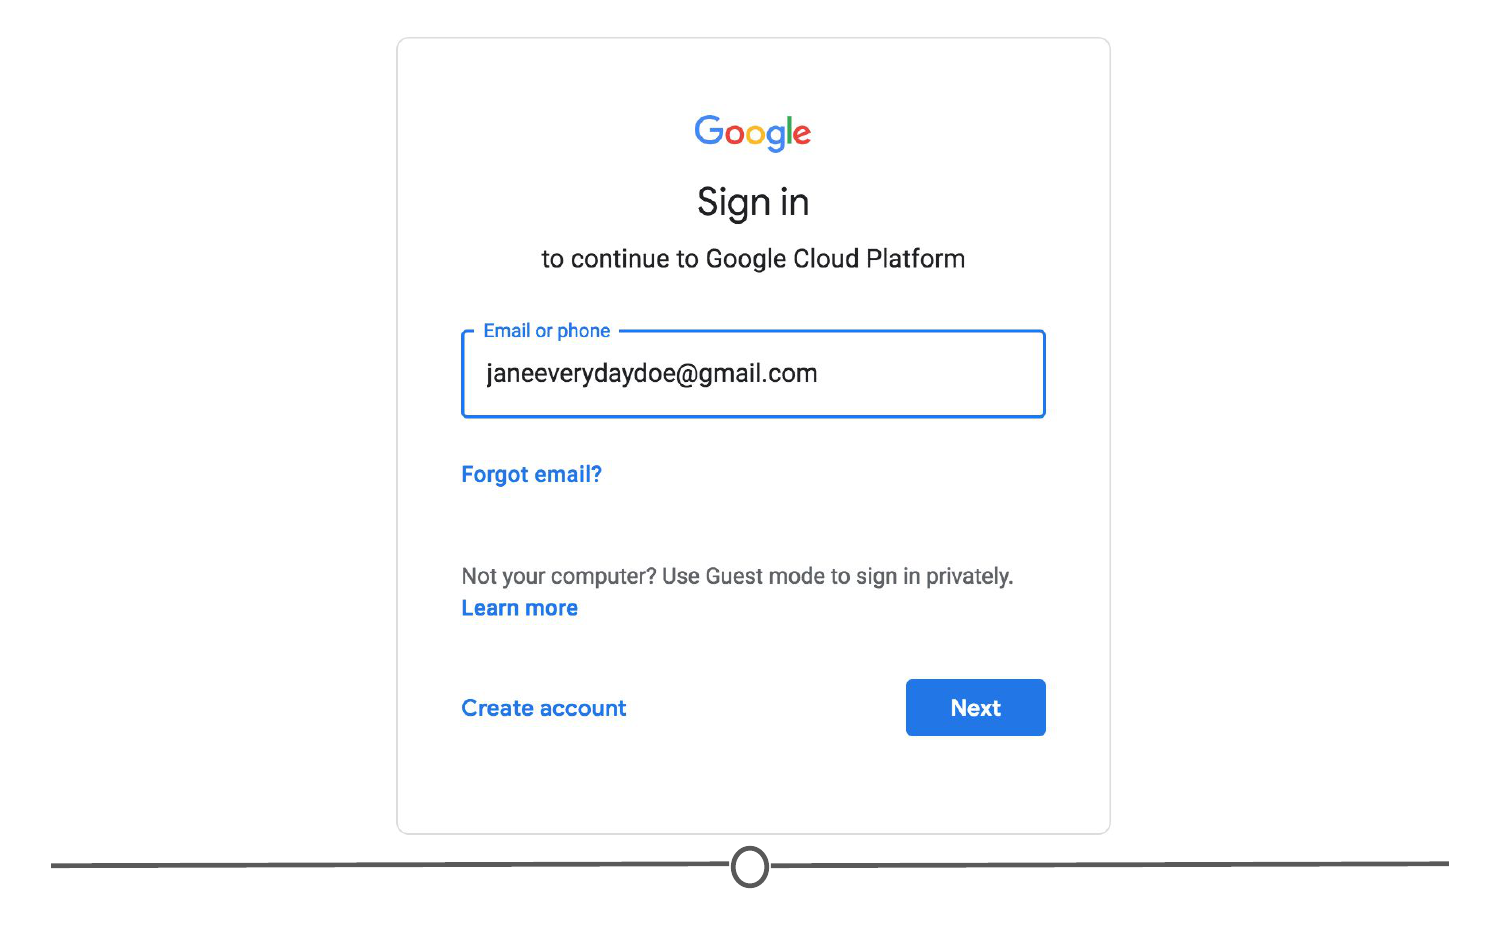 Google
Sign in
to continue to Google Cloud Platform
Email or phone
janeeverydaydoe@gmail.com
Forgot email?
Not your computer? Use Guest mode to sign in privately.
Learn more
Create account
Next